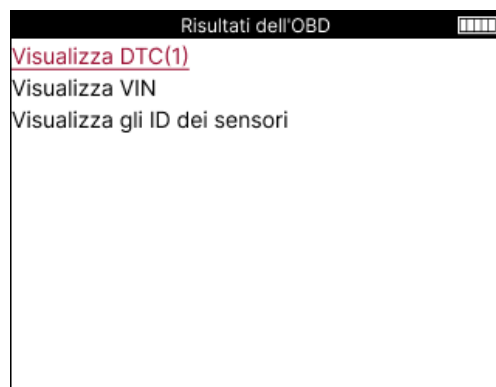 Risultati dell'OBD
Visualizza DTC(1)
Visualizza VIN
Visualizza gli ID dei sensori